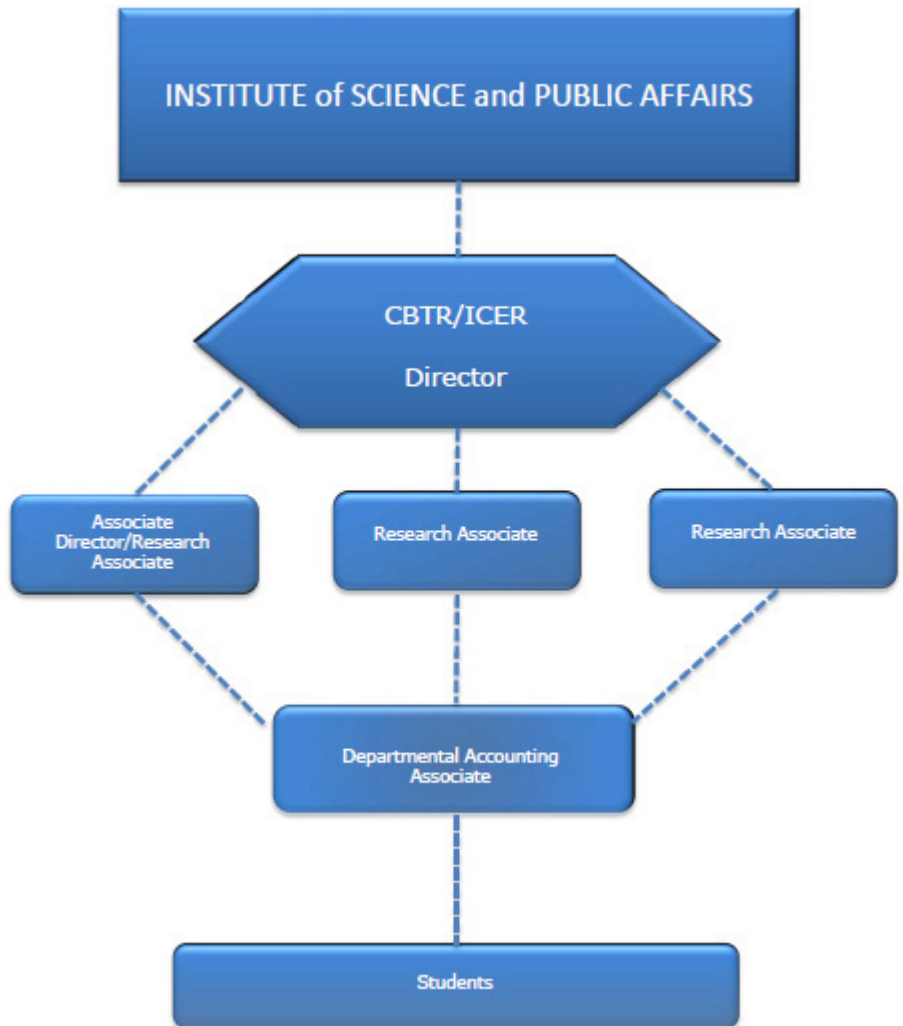 INSTITUTE of SCIENCE and PUBLIC AFFAIRS
CBTR/ICER
Director
Associate
Director/Research
Associate
Research Associate
Research Associate
Departmental Accounting
Associate
Students